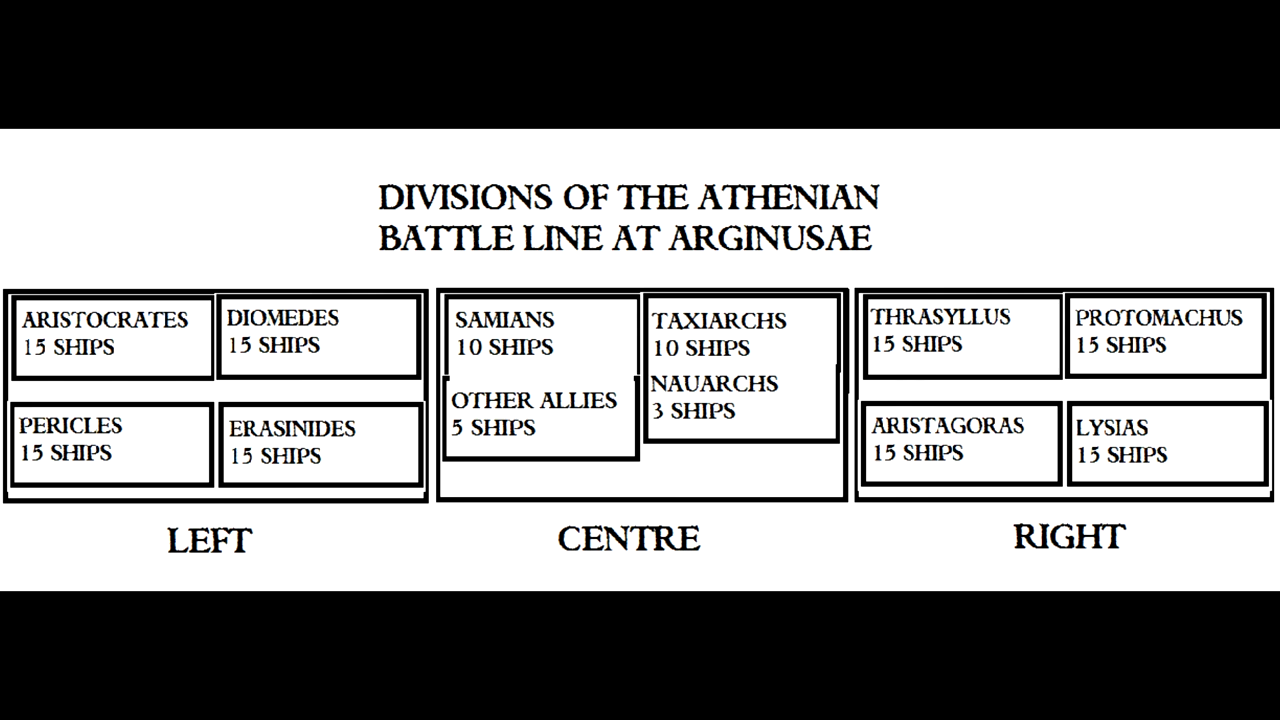 DIVISIONS OF THE ATHENIAN
BATTLE LINE AT ARGINUSAE
ARISTOCRATES
15 SHIPS
DIOMEDES
15 SHIPS
PERICLES
15 SHIPS
ERASINIDES
15 SHIPS
LEFT
SAMIANS
10 SHIPS
OTHER ALLIES
5 SHIPS
TAXIARCHS
10 SHIPS
NAUARCHS
3 SHIPS
CENTRE
THRASYLLUS
15 SHIPS
PROTOMACHUS
15 SHIPS
ARISTAGORAS
15 SHIPS
LYSIAS
15 SHIPS
RIGHT